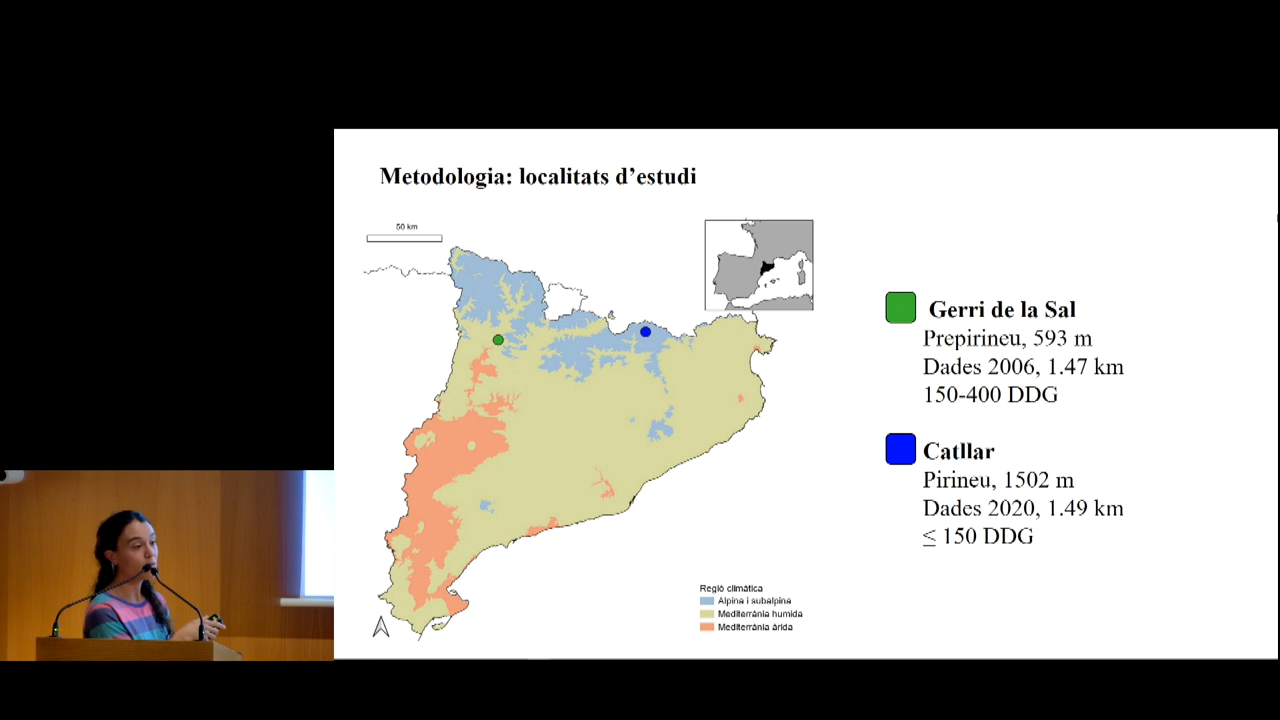 Metodologia: localitats d'estudi
50 km
Gerri de la Sal
Prepirineu, 593 m
Dades 2006, 1.47 km
150-400 DDG
Catllar
Pirineu, 1502 m
Dades 2020, 1.49 km
≤ 150 DDG
Regió climàtica
Alpina i subalpina
Mediterrània humida
Mediterrània àrida